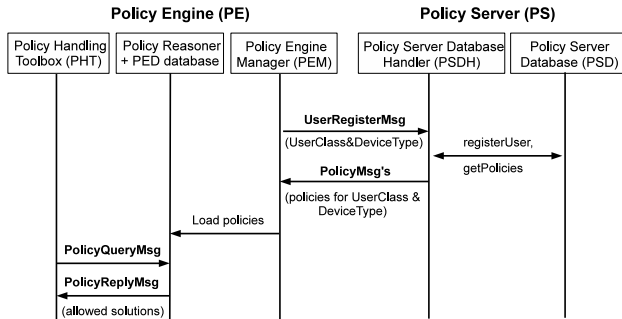 Policy Engine (PE)
Policy Server (PS)
Policy Handling
Toolbox (PHT)
Policy Reasoner
+ PED database
Policy Engine
Manager (PEM)
Policy Server Database
Handler (PSDH)
Policy Server
Database (PSD)
UserRegisterMsg
(UserClass&DeviceType)
registerUser,
getPolicies
PolicyMsg's
(policies for UserClass &
DeviceType)
Load policies
PolicyQueryMsg
PolicyReplyMsg
(allowed solutions)